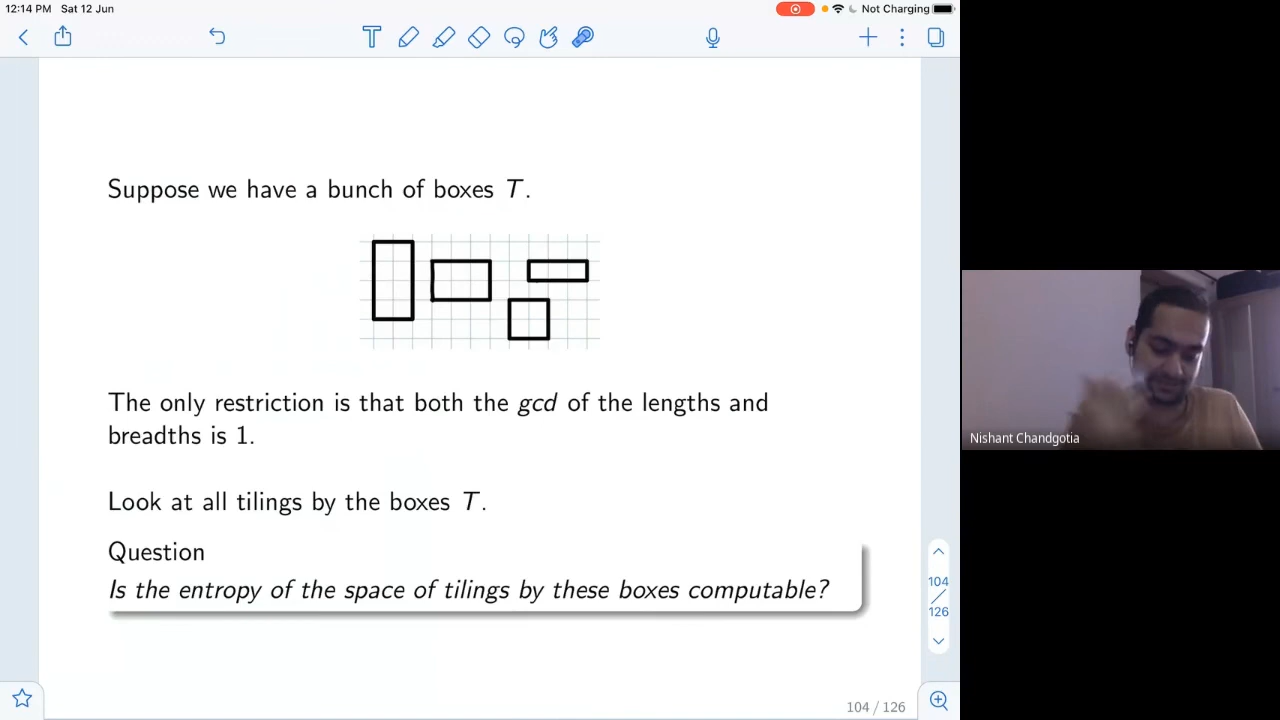 12:14 PM Sat 12 Jun
Not Charging
T
Suppose we have a bunch of boxes T.
The only restriction is that both the gcd of the lengths and
breadths is 1.
Look at all tilings by the boxes T.
Question
Is the entropy of the space of tilings by these boxes computable?
104
126
104 / 126
Nishant Chandgotia